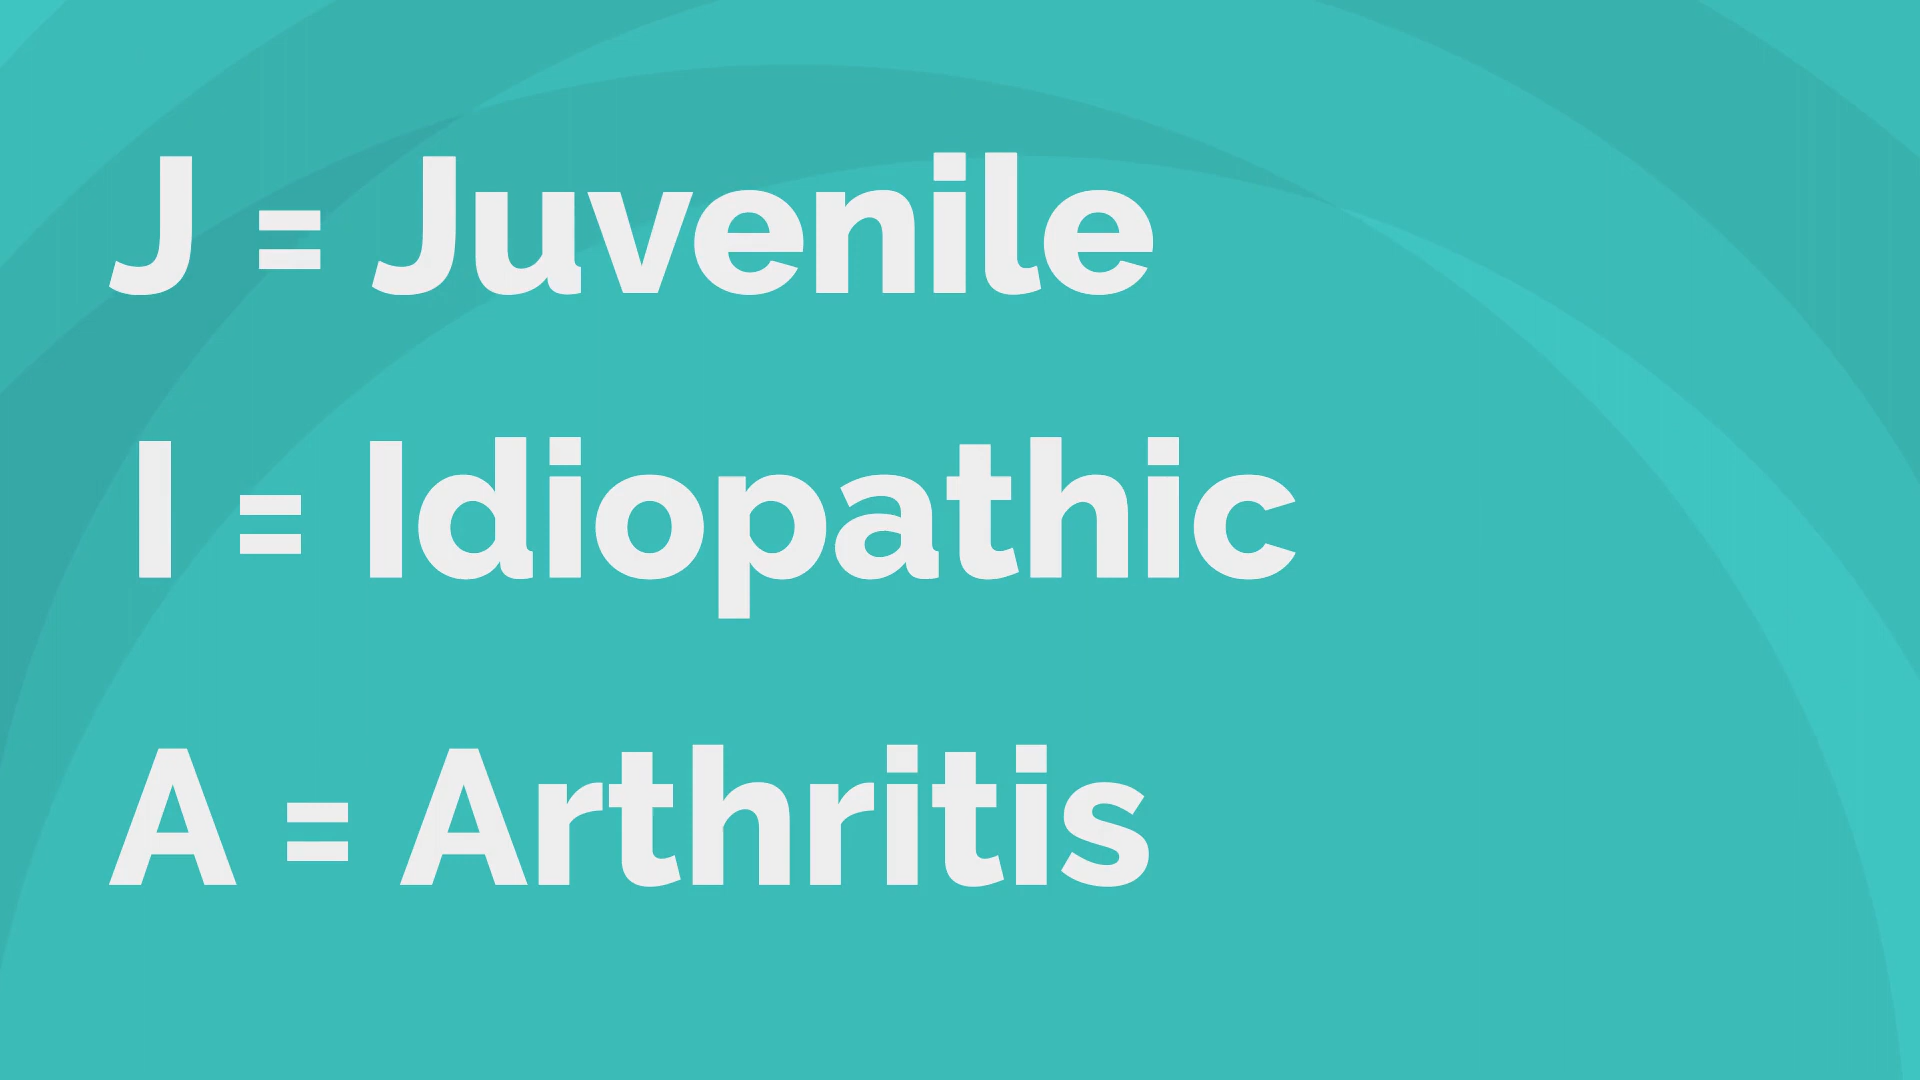 J = Juvenile
I = Idiopathic
A = Arthritis